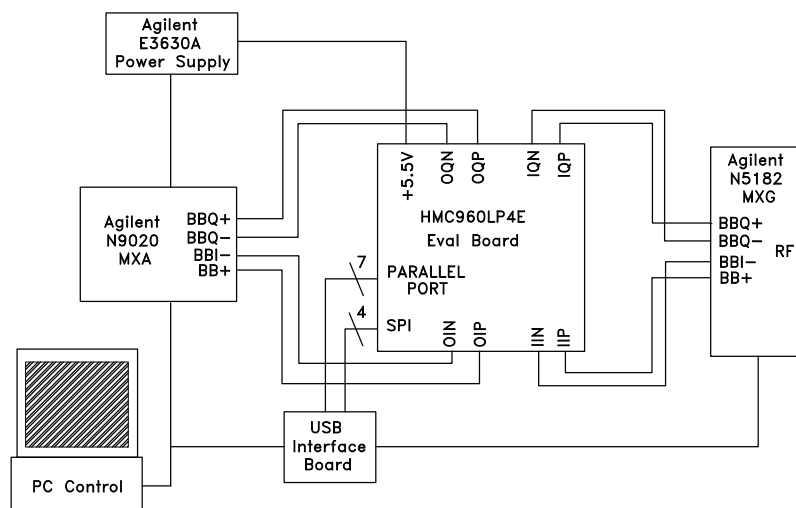 Agilent
E3630A
Power Supply
+5.5V
OQN
OQP
IQN
IQP
Agilent
N9020
MXA
BBQ+
BBQ−
BBI−
BB+
HMC960LP4E
Eval Board
7
PARALLEL
PORT
4
SPI
OIN
OIP
IIN
IIP
Agilent
N5182
MXG
BBQ+
BBQ−
RF
BBI−
BB+
USB
Interface
Board
PC Control